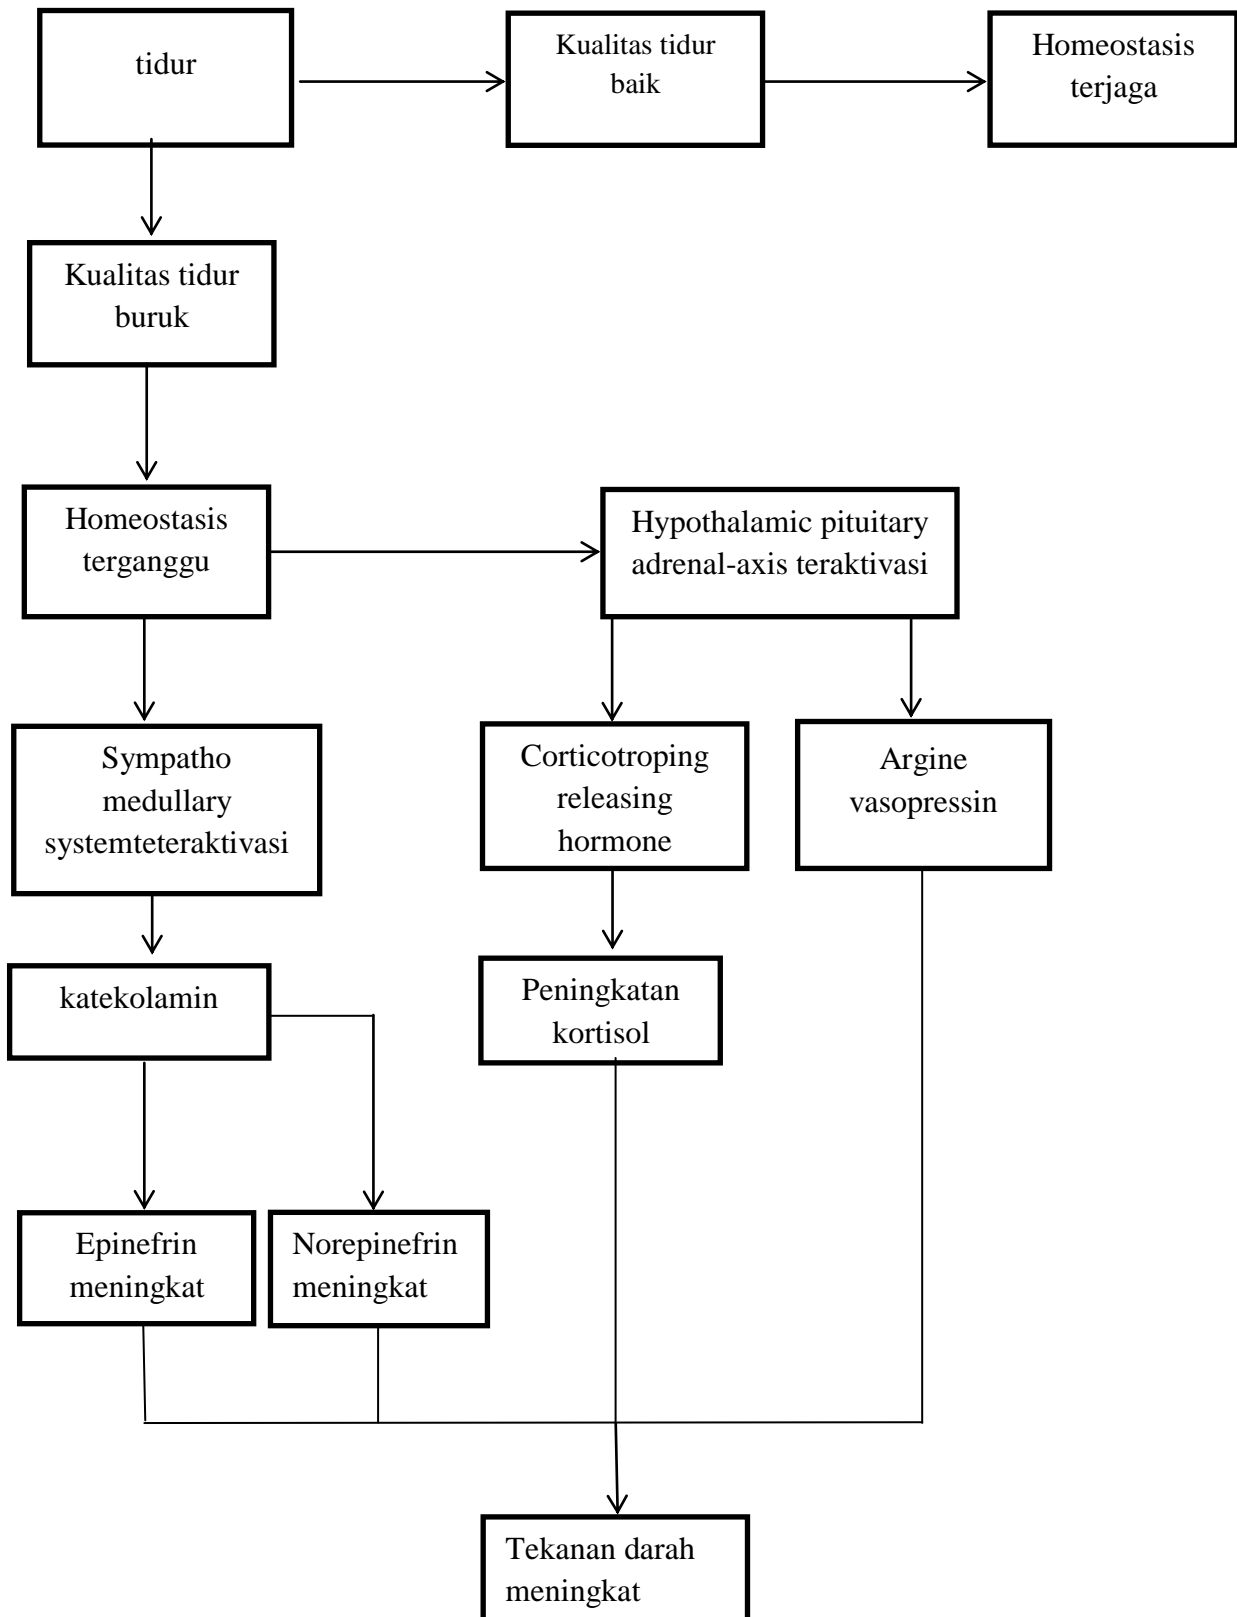 tidur
Kualitas tidur
baik
Homeostasis
terjaga
Kualitas tidur
buruk
Homeostasis
terganggu
Hypothalamic pituitary
adrenal-axis teraktivasi
Sympatho
medullary
systemteteraktivasi
Corticotroping
releasing
hormone
Argine
vasopressin
katekolamin
Peningkatan
kortisol
Epinefrin
meningkat
Norepinefrin
meningkat
Tekanan darah
meningkat